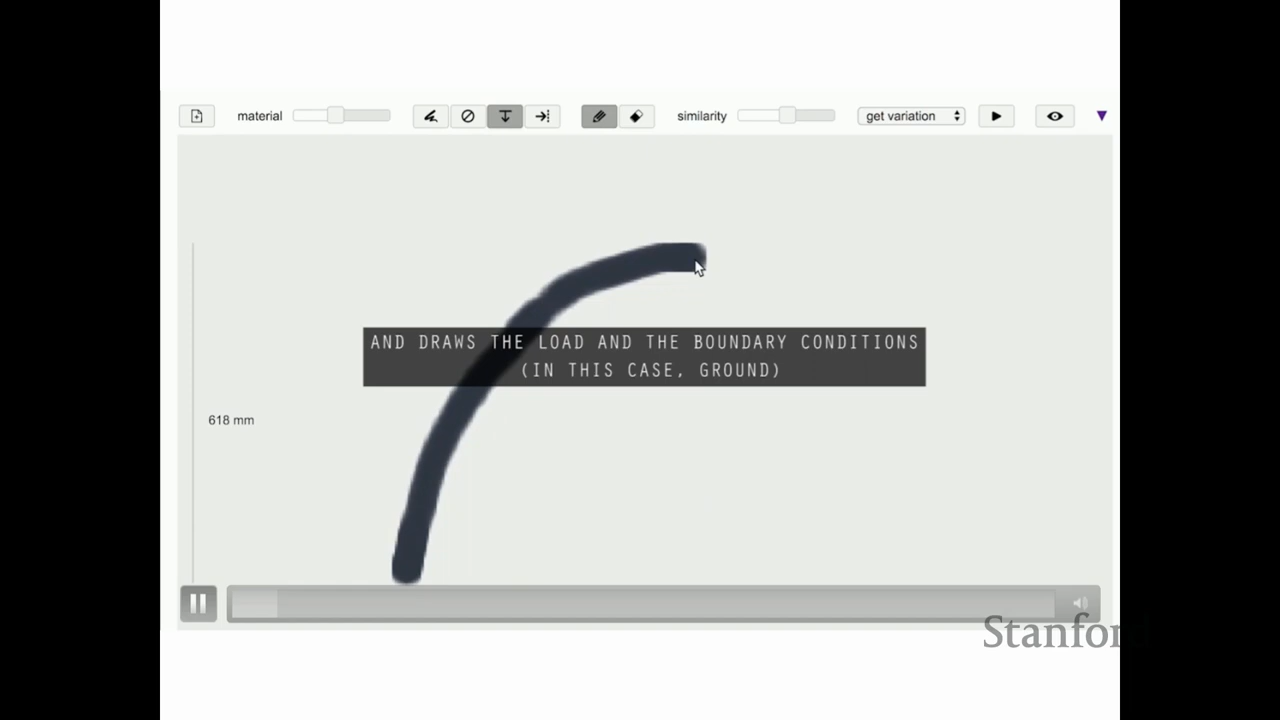 material
similarity
get variation
AND DRAWS THE LOAD AND THE BOUNDARY CONDITIONS
(IN THIS CASE, GROUND)
618 mm
Stanford